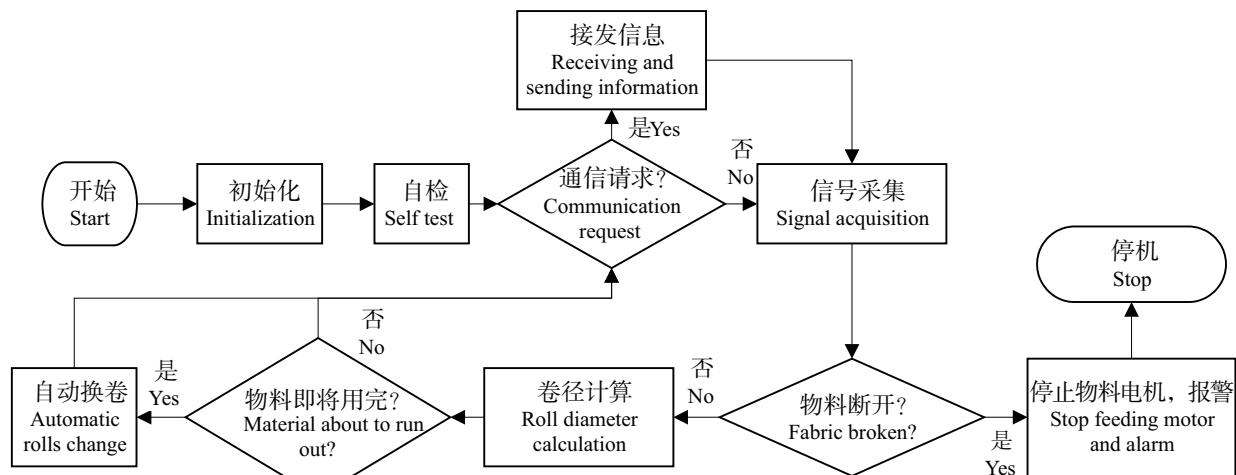 接发信息
Receiving and
sending information
是Yes
开始
Start
初始化
Initialization
自检
Self test
通信请求?
Communication
request
否
No
信号采集
Signal acquisition
停机
Stop
自动换卷
Automatic
rolls change
是
Yes
否
No
物料即将用完?
Material about to run
out?
卷径计算
Roll diameter
calculation
否
No
物料断开?
Fabric broken?
是
Yes
停止物料电机，报警
Stop feeding motor
and alarm